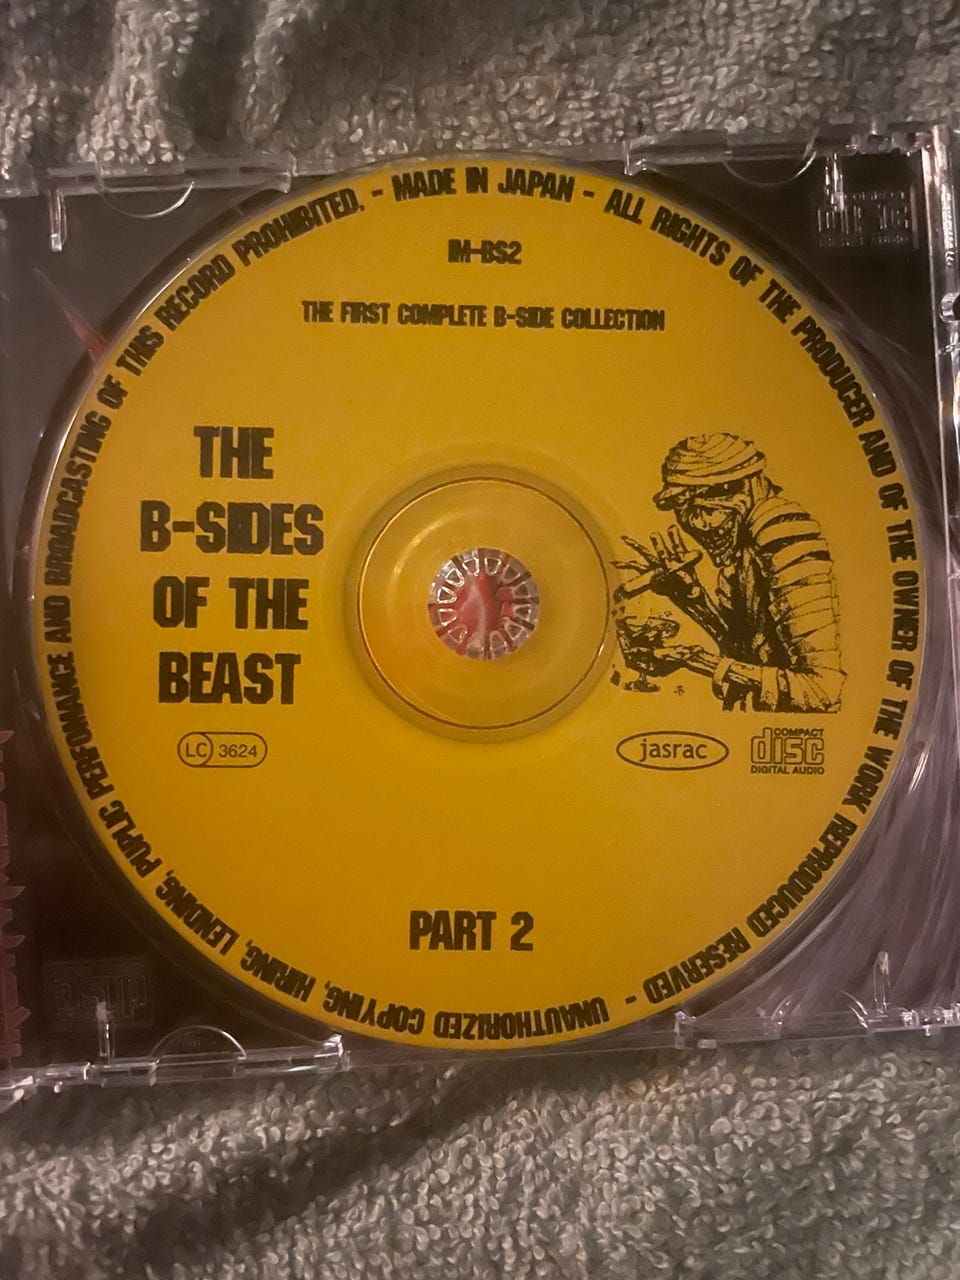 - MADE IN JAPAN - ALL RIGHTS OF THE PRODUCER AND OF THE OWNER OF THE WORK REPRODUCED RESERVED - UNAUTHORIZED COPYING, HIRING, LENDING, PUPLIC PERFOMANCE AND BROADCASTING OF THIS RECORD PROHIBITED.
IM-BS2
THE FIRST COMPLETE B-SIDE COLLECTION
THE
B-SIDES
OF THE
BEAST
LC 3624
jasrac
COMPACT
disc
DIGITAL AUDIO
PART 2